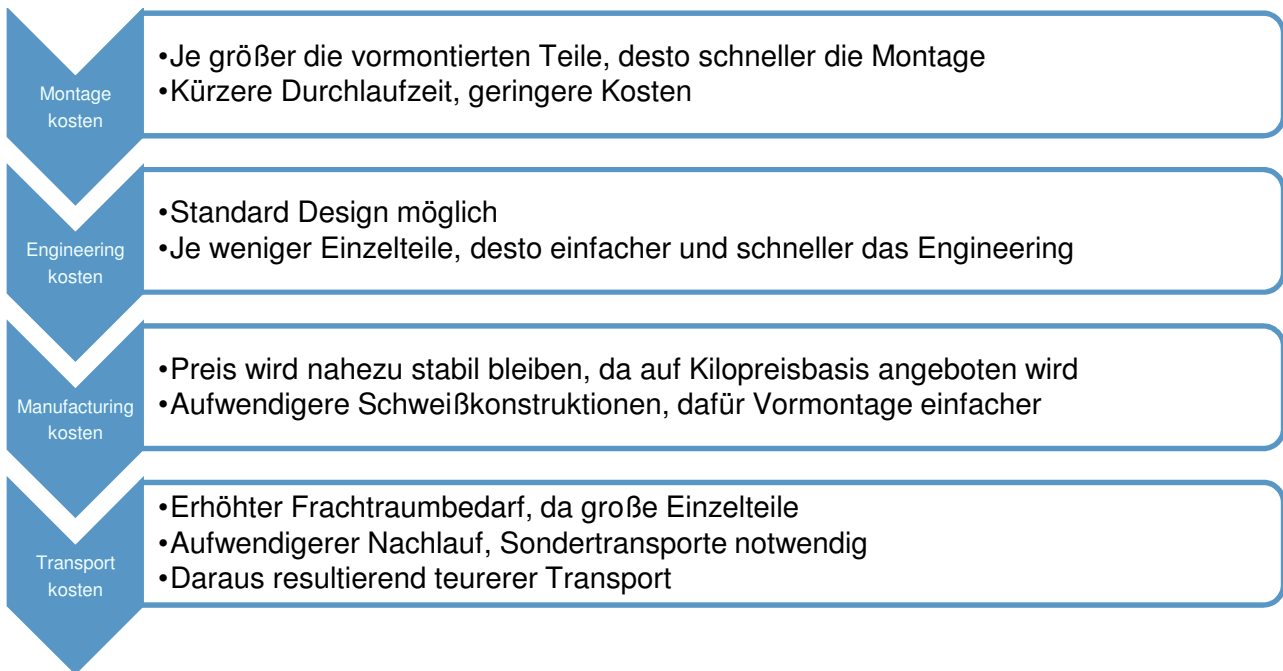 Montage
kosten
•Je größer die vormontierten Teile, desto schneller die Montage
•Kürzere Durchlaufzeit, geringere Kosten
Engineering
kosten
•Standard Design möglich
•Je weniger Einzelteile, desto einfacher und schneller das Engineering
Manufacturing
kosten
•Preis wird nahezu stabil bleiben, da auf Kilopreisbasis angeboten wird
•Aufwendigere Schweißkonstruktionen, dafür Vormontage einfacher
Transport
kosten
•Erhöhter Frachtraumbedarf, da große Einzelteile
•Aufwendigerer Nachlauf, Sondertransporte notwendig
•Daraus resultierend teurerer Transport